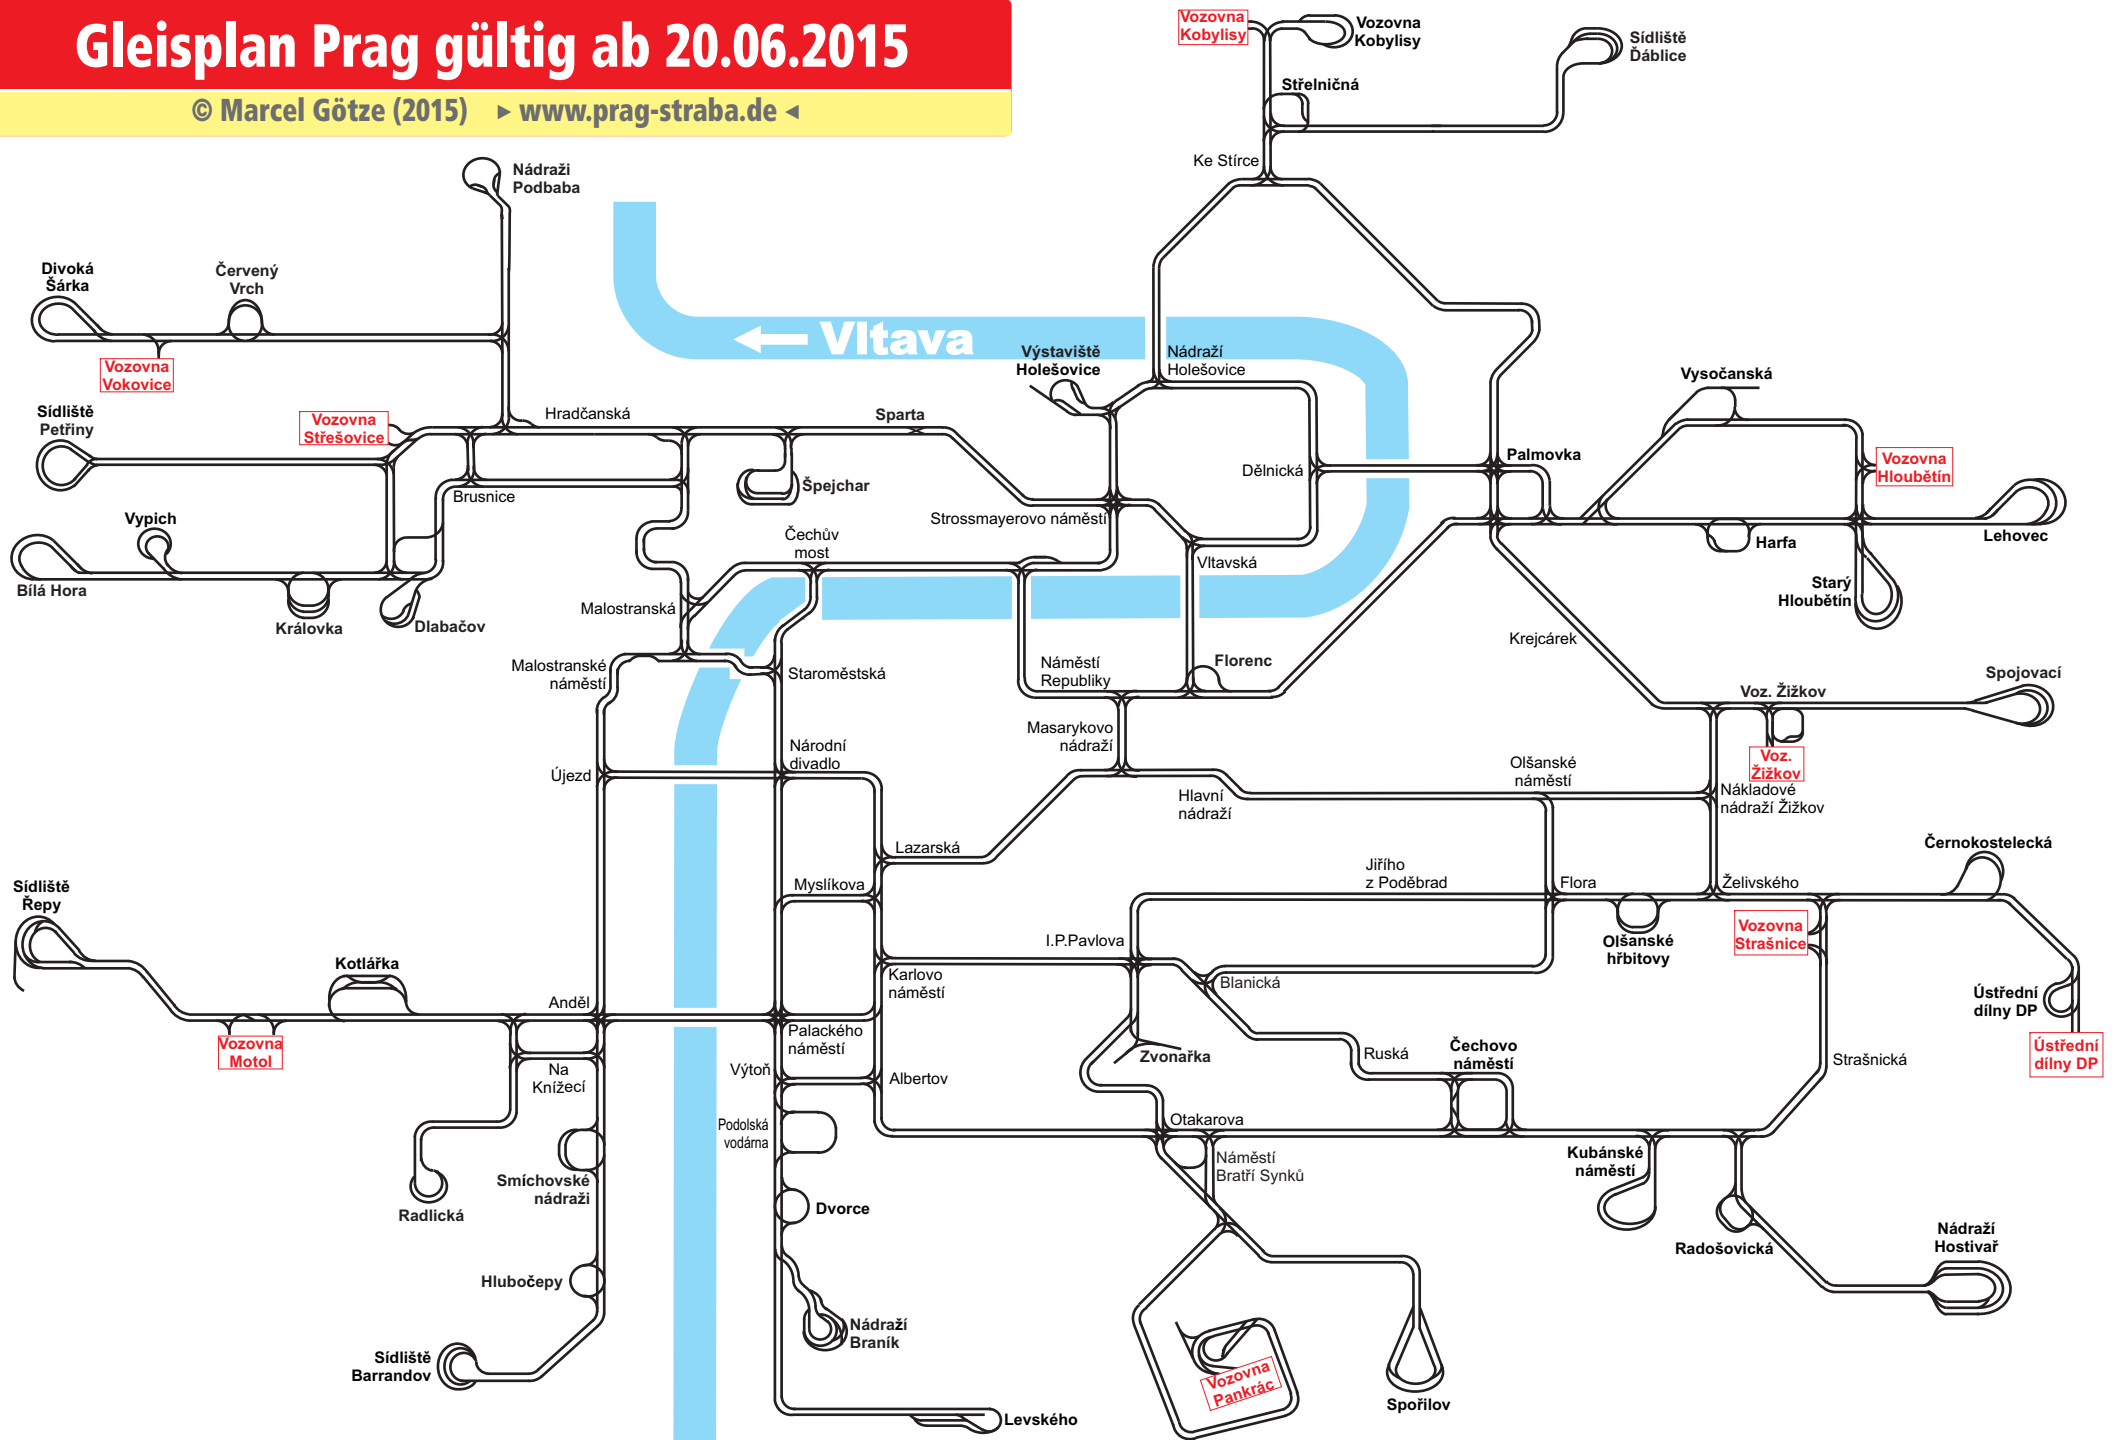 Gleisplan Prag gültig ab 20.06.2015
© Marcel Götze (2015) ► www.prag-straba.de ◄
Vozovna
Kobylisy
Vozovna
Kobylisy
Sídliště
Ďáblice
Střelničná
Ke Stírce
Nádraži
Podbaba
Divoká
Šárka
Červený
Vrch
Vozovna
Vokovice
Vltava
Výstaviště
Holešovice
Nádraží
Holešovice
Vysočanská
Sídliště
Petřiny
Vozovna
Střešovice
Hradčanská
Sparta
Palmovka
Dělnická
Vozovna
Hloubětín
Brusnice
Špejchar
Strossmayerovo náměstí
Vypich
Čechův
most
Harfa
Lehovec
Vltavská
Bílá Hora
Královka
Dlabačov
Malostranská
Starý
Hloubětín
Krejcárek
Malostranské
náměstí
Staroměstská
Náměstí
Republiky
Florenc
Spojovací
Voz. Žižkov
Masarykovo
nádraží
Národní
divadlo
Újezd
Olšanské
náměstí
Voz.
Žižkov
Hlavní
nádraží
Nákladové
nádraží Žižkov
Lazarská
Černokostelecká
Jiřího
z Poděbrad
Myslíkova
Flora
Želivského
Sídliště
Řepy
Vozovna
Strašnice
I.P.Pavlova
Olšanské
hřbitovy
Kotlářka
Karlovo
náměstí
Blanická
Anděl
Ústřední
dílny DP
Vozovna
Motol
Palackého
náměstí
Zvonařka
Ruská
Čechovo
náměstí
Strašnická
Ústřední
dílny DP
Na
Knížecí
Výtoň
Albertov
Podolská
vodárna
Otakarova
Náměstí
Bratří Synků
Kubánské
náměstí
Smíchovské
nádraži
Radlická
Dvorce
Radošovická
Nádraží
Hostivař
Hlubočepy
Nádraží
Braník
Sídliště
Barrandov
Vozovna
Pankrác
Spořilov
Levského